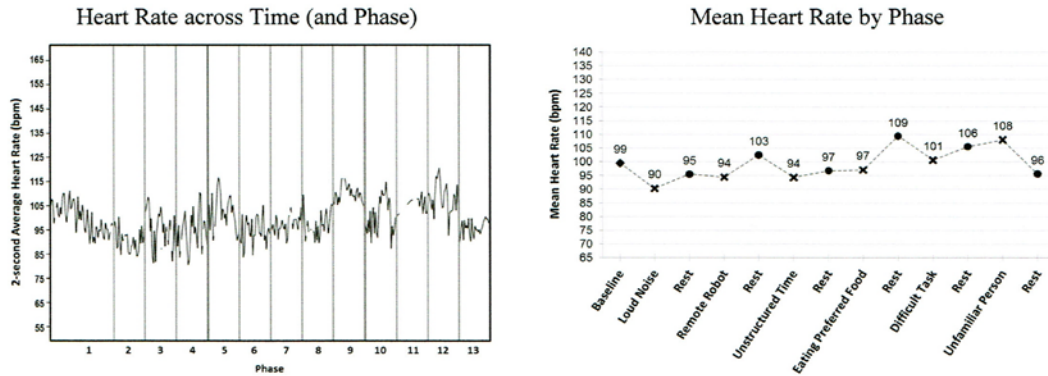 Heart Rate across Time (and Phase)
2-second Average Heart Rate (bpm)
165
155
145
135
125
115
105
95
85
75
65
55
1 2 3 4 5 6 7 8 9 10 11 12 13
Phase
Mean Heart Rate by Phase
Mean Heart Rate (bpm)
140
135
130
125
120
115
110
105
100
95
90
85
80
75
70
65
99 90 95 94 103 94 97 97 109 101 106 108 96
Baseline
Loud Noise
Rest
Remote Robot
Rest
Unstructured Time
Rest
Eating Preferred Food
Rest
Difficult Task
Rest
Unfamiliar Person
Rest